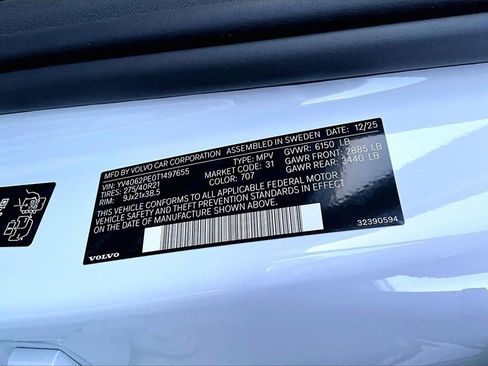 MFD BY VOLVO CAR CORPORATION ASSEMBLED IN SWEDEN 12/25
VIN: YV4062PE0T1497655 TYPE: MPV GVWR: 6150 LB
TIRES: 275/40R21 MARKET CODE: 31 GAWR FRONT: 2885 LB
RIM: 9Jx21x38.5 COLOR: 707 GAWR REAR: 3440 LB
THIS VEHICLE CONFORMS TO ALL APPLICABLE FEDERAL MOTOR
VEHICLE SAFETY, BUMPER, AND THEFT PREVENTION STANDARDS
IN EFFECT ON THE DATE OF MANUFACTURE SHOWN ABOVE.
32390594
VOLVO